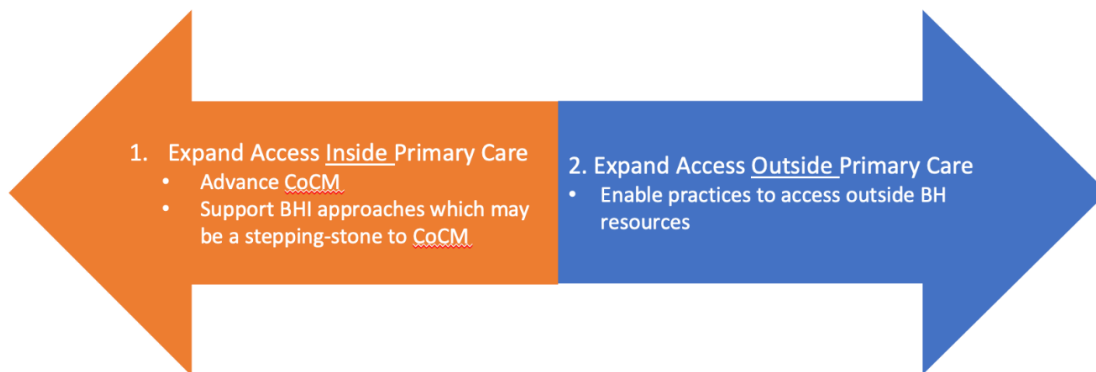 1. Expand Access Inside Primary Care
• Advance CoCM
• Support BHI approaches which may
be a stepping-stone to CoCM
2. Expand Access Outside Primary Care
• Enable practices to access outside BH
resources